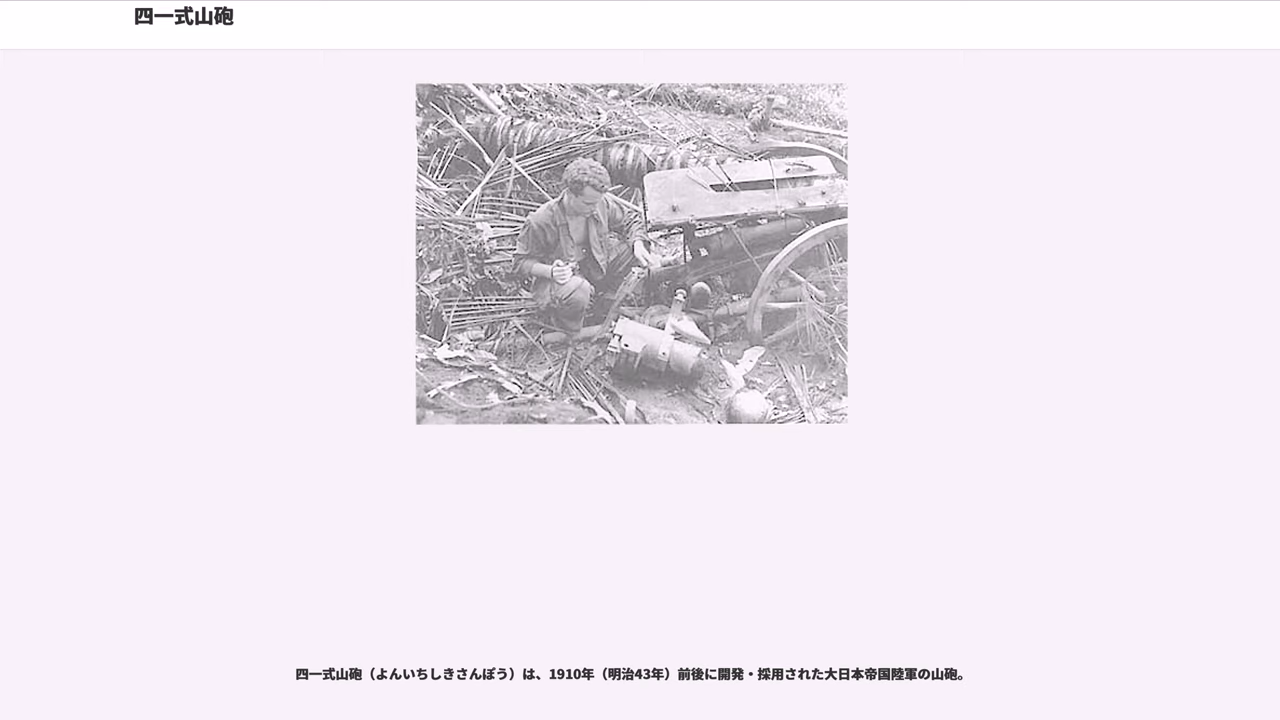 四一式山砲
四一式山砲（よんいちしきさんぽう）は、1910年（明治43年）前後に開発・採用された大日本帝国陸軍の山砲。